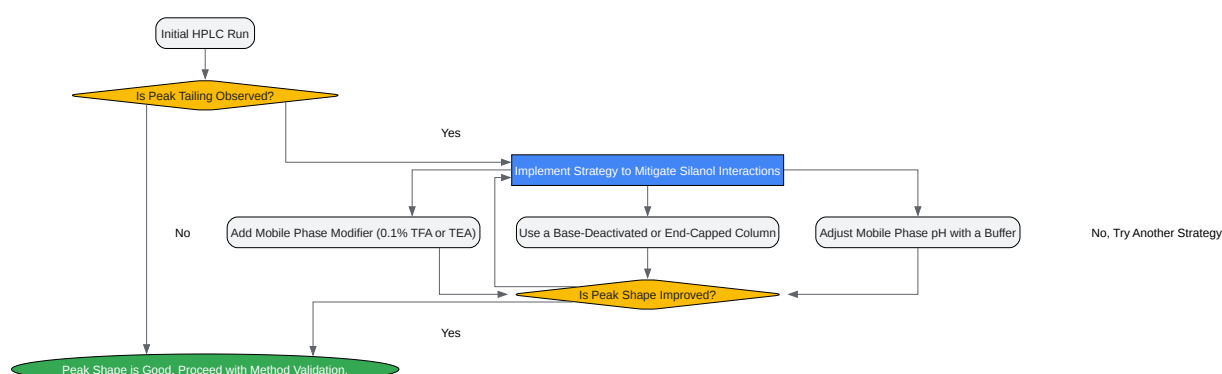 Initial HPLC Run
Is Peak Tailing Observed?
Yes
Implement Strategy to Mitigate Silanol Interactions
No
Add Mobile Phase Modifier (0.1% TFA or TEA)
Use a Base-Deactivated or End-Capped Column
Adjust Mobile Phase pH with a Buffer
No, Try Another Strategy
Is Peak Shape Improved?
Yes
Peak Shape is Good. Proceed with Method Validation.